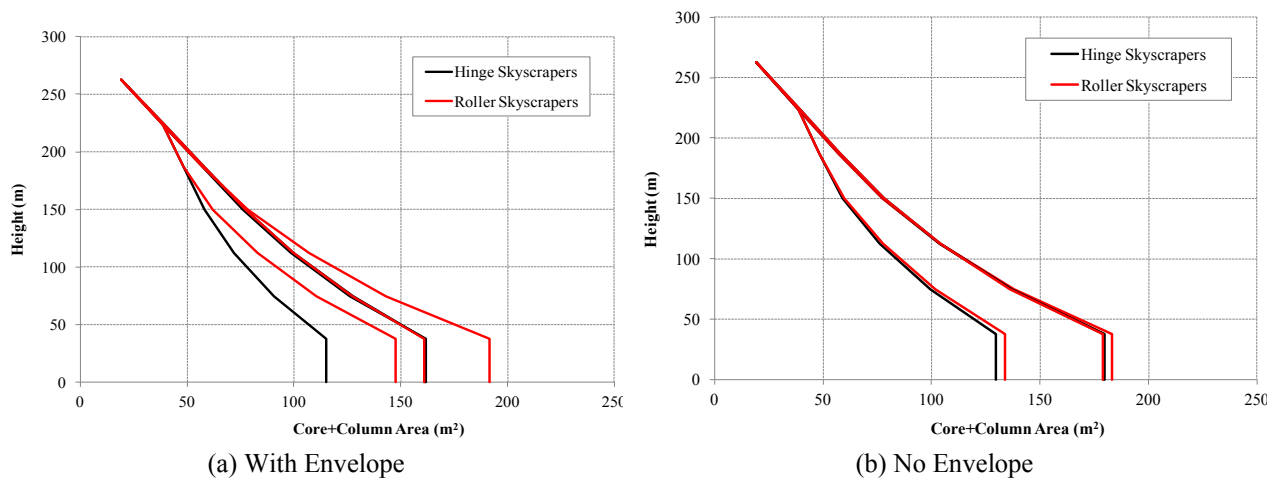 300
250
200
150
100
50
0
Height (m)
0 50 100 150 200 250
Core+Column Area (m²)
Hinge Skyscrapers
Roller Skyscrapers
(a) With Envelope
300
250
200
150
100
50
0
Height (m)
0 50 100 150 200 250
Core+Column Area (m²)
Hinge Skyscrapers
Roller Skyscrapers
(b) No Envelope